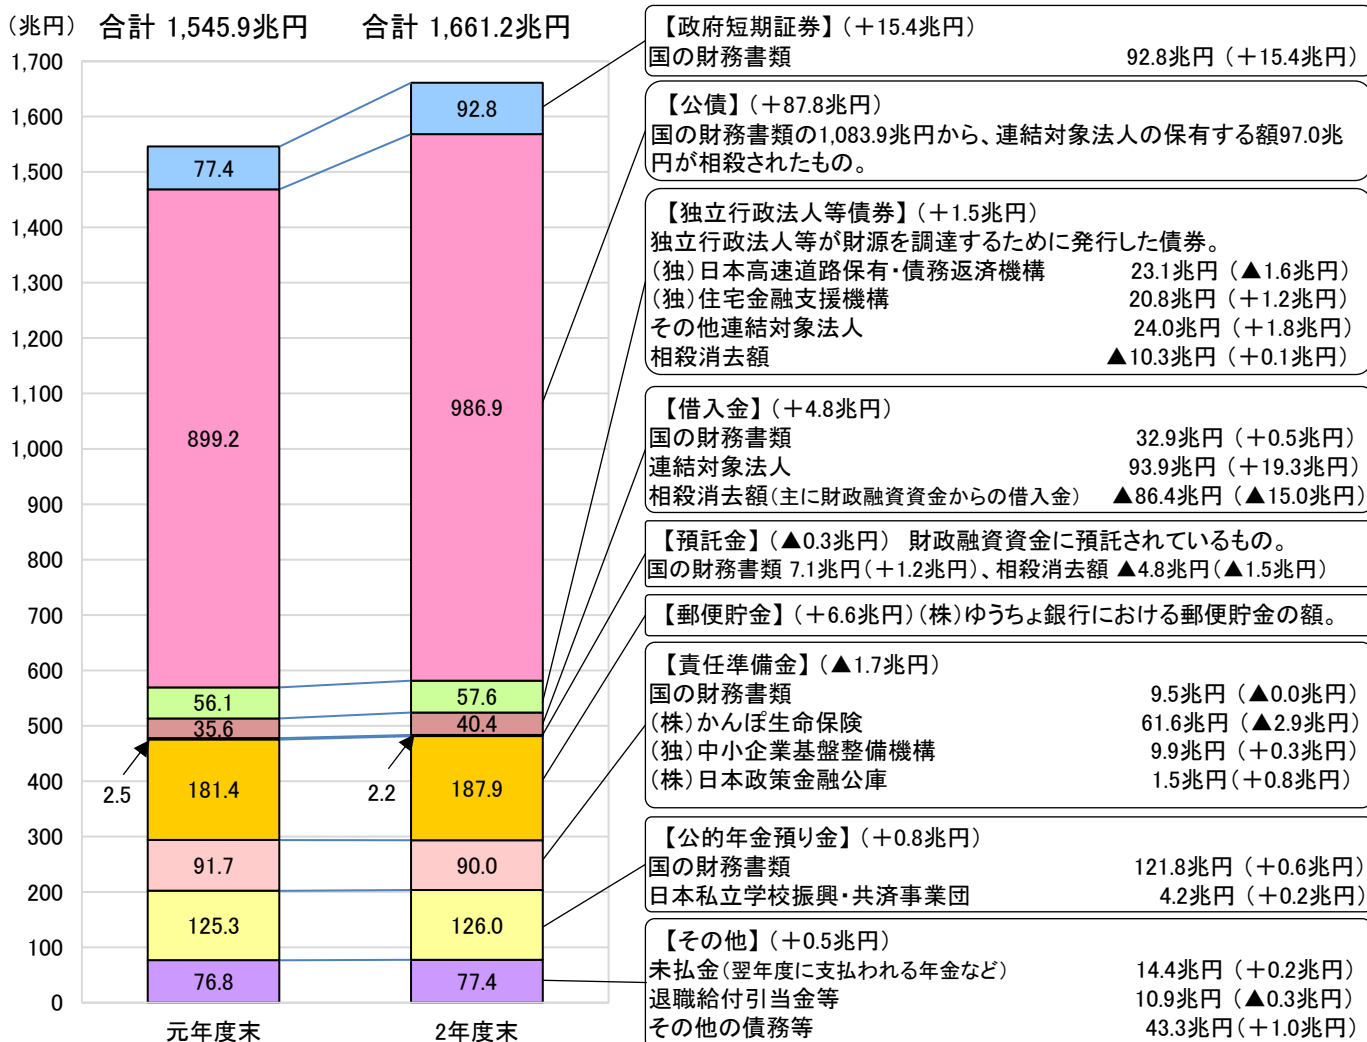 (兆円) 合計 1,545.9兆円 合計 1,661.2兆円
1,700
1,600
1,500
1,400
1,300
1,200
1,100
1,000
900
800
700
600
500
400
300
200
100
0
77.4
899.2
56.1
35.6
2.5
181.4
91.7
125.3
76.8
元年度末
92.8
986.9
57.6
40.4
2.2
187.9
90.0
126.0
77.4
2年度末
【政府短期証券】(＋15.4兆円)
国の財務書類 92.8兆円 (＋15.4兆円)
【公債】(＋87.8兆円)
国の財務書類の1,083.9兆円から、連結対象法人の保有する額97.0兆
円が相殺されたもの。
【独立行政法人等債券】(＋1.5兆円)
独立行政法人等が財源を調達するために発行した債券。
(独)日本高速道路保有・債務返済機構 23.1兆円 (▲1.6兆円)
(独)住宅金融支援機構 20.8兆円 (＋1.2兆円)
その他連結対象法人 24.0兆円 (＋1.8兆円)
相殺消去額 ▲10.3兆円 (＋0.1兆円)
【借入金】(＋4.8兆円)
国の財務書類 32.9兆円 (＋0.5兆円)
連結対象法人 93.9兆円 (＋19.3兆円)
相殺消去額(主に財政融資資金からの借入金) ▲86.4兆円 (▲15.0兆円)
【預託金】(▲0.3兆円) 財政融資資金に預託されているもの。
国の財務書類 7.1兆円(＋1.2兆円)、相殺消去額 ▲4.8兆円(▲1.5兆円)
【郵便貯金】(＋6.6兆円)(株)ゆうちょ銀行における郵便貯金の額。
【責任準備金】(▲1.7兆円)
国の財務書類 9.5兆円 (▲0.0兆円)
(株)かんぽ生命保険 61.6兆円 (▲2.9兆円)
(独)中小企業基盤整備機構 9.9兆円 (＋0.3兆円)
(株)日本政策金融公庫 1.5兆円(＋0.8兆円)
【公的年金預り金】(＋0.8兆円)
国の財務書類 121.8兆円 (＋0.6兆円)
日本私立学校振興・共済事業団 4.2兆円 (＋0.2兆円)
【その他】(＋0.5兆円)
未払金(翌年度に支払われる年金など) 14.4兆円 (＋0.2兆円)
退職給付引当金等 10.9兆円 (▲0.3兆円)
その他の債務等 43.3兆円(＋1.0兆円)